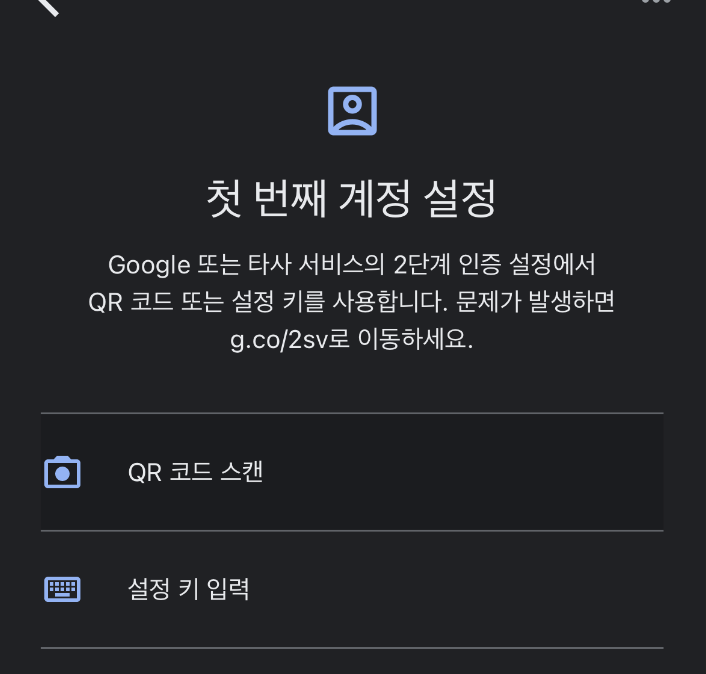 첫 번째 계정 설정
Google 또는 타사 서비스의 2단계 인증 설정에서
QR 코드 또는 설정 키를 사용합니다. 문제가 발생하면
g.co/2sv로 이동하세요.
QR 코드 스캔
설정 키 입력